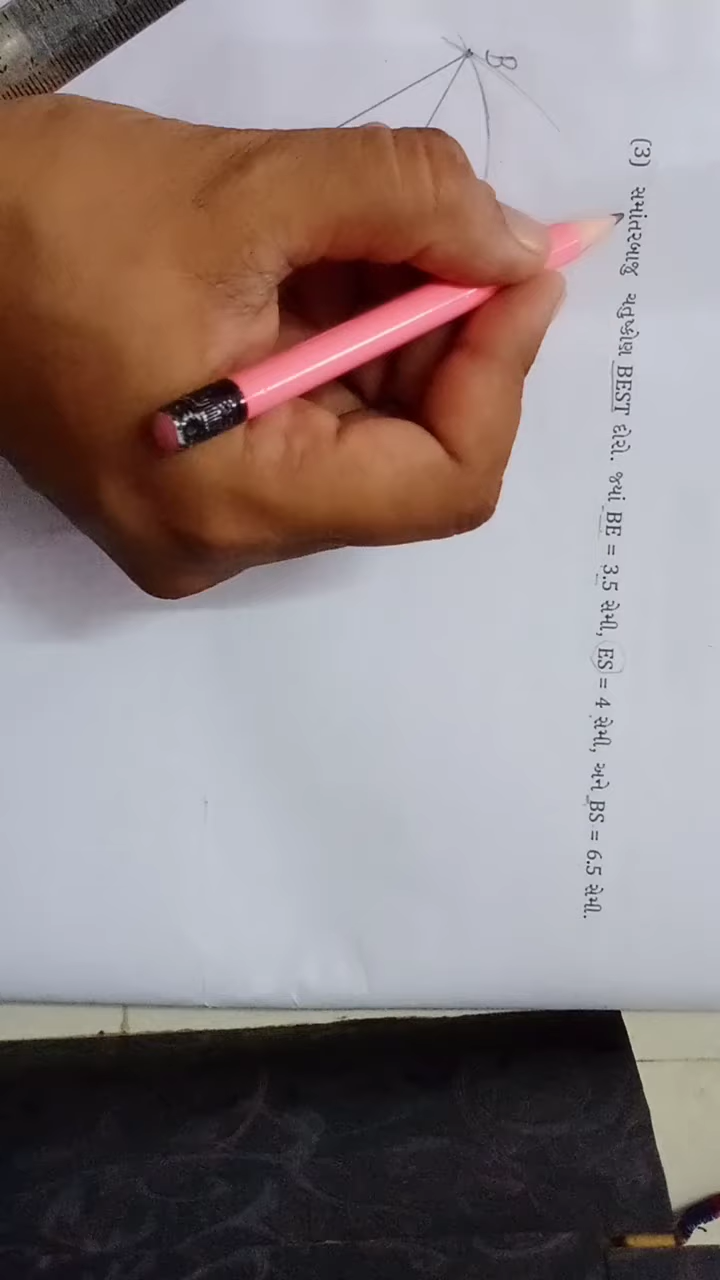 B
(3) સમાંતરબાજુ ચતુષ્કોણ BEST દોરો. જ્યાં BE = 3.5 સેમી, ES = 4 સેમી, અને BS = 6.5 સેમી.